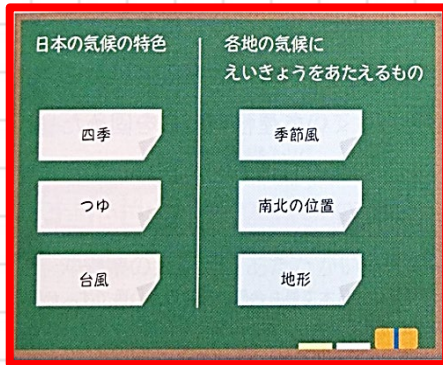 日本の気候の特色
四季
つゆ
台風
各地の気候に
えいきょうをあたえるもの
季節風
南北の位置
地形